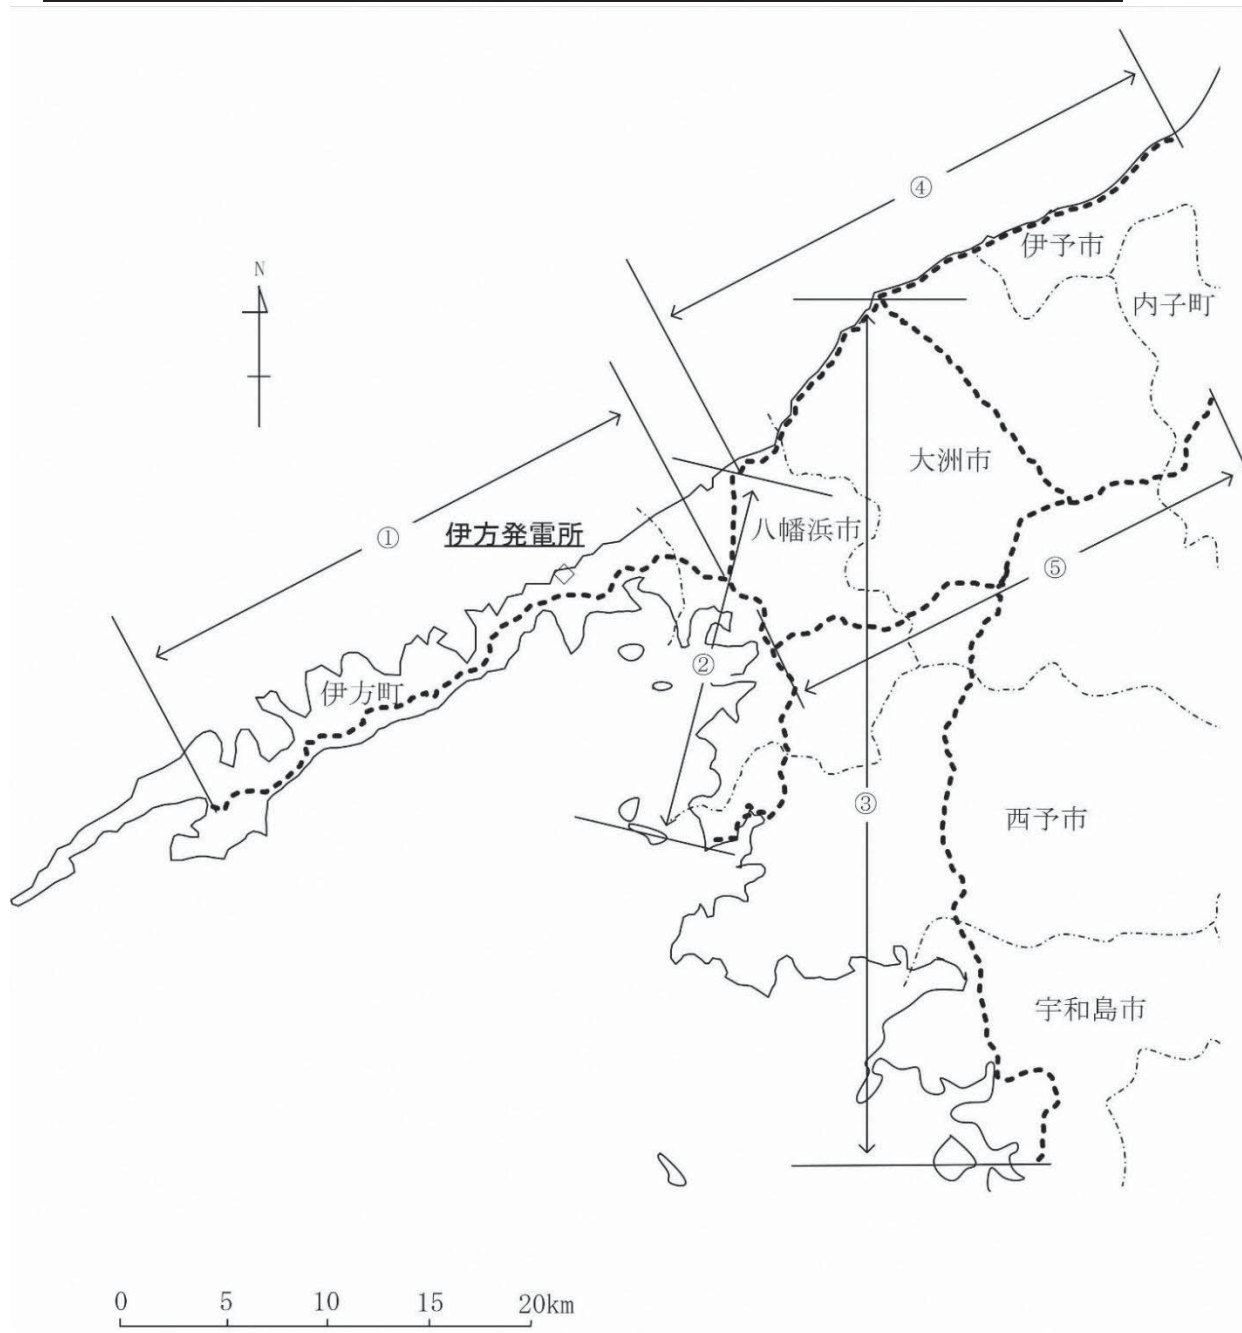 ④
伊予市
N
内子町
大洲市
① 伊方発電所 八幡浜市
⑤
②
伊方町
③
西予市
宇和島市
0 5 10 15 20km